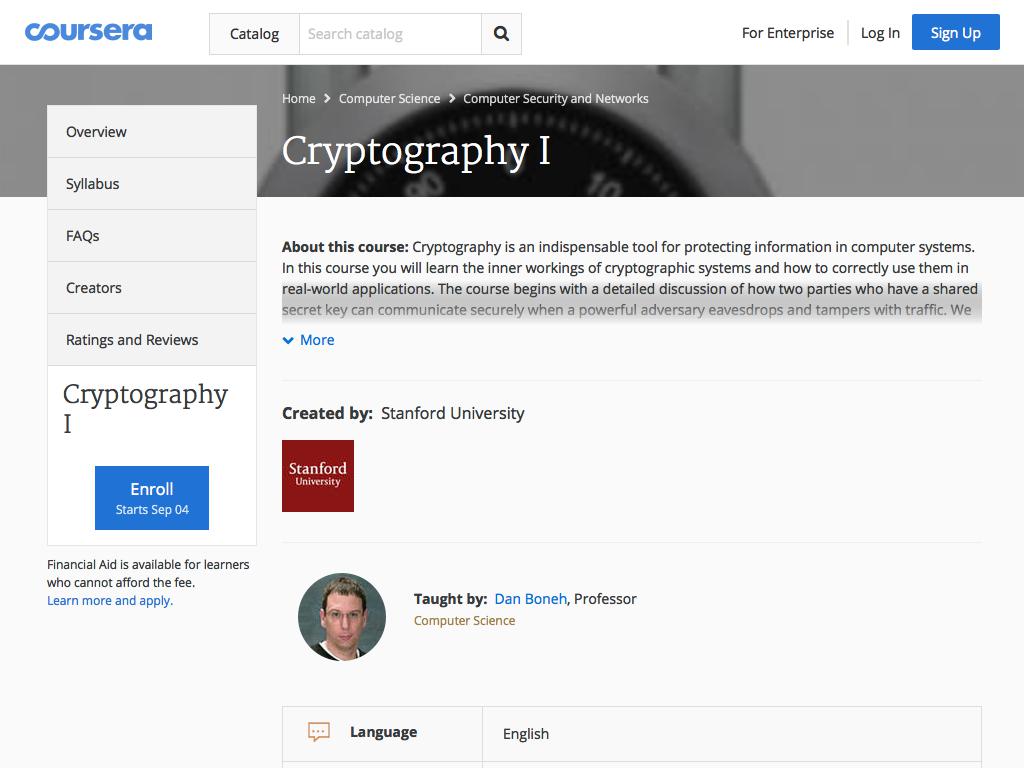 coursera
Catalog
Search catalog
For Enterprise
Log In
Sign Up
Home > Computer Science > Computer Security and Networks
Cryptography I
90
10
Overview
Syllabus
FAQs
Creators
Ratings and Reviews
Cryptography
I
Enroll
Starts Sep 04
Financial Aid is available for learners
who cannot afford the fee.
Learn more and apply.
About this course: Cryptography is an indispensable tool for protecting information in computer systems.
In this course you will learn the inner workings of cryptographic systems and how to correctly use them in
real-world applications. The course begins with a detailed discussion of how two parties who have a shared
secret key can communicate securely when a powerful adversary eavesdrops and tampers with traffic. We
More
Created by: Stanford University
Stanford
University
Taught by: Dan Boneh, Professor
Computer Science
Language
English